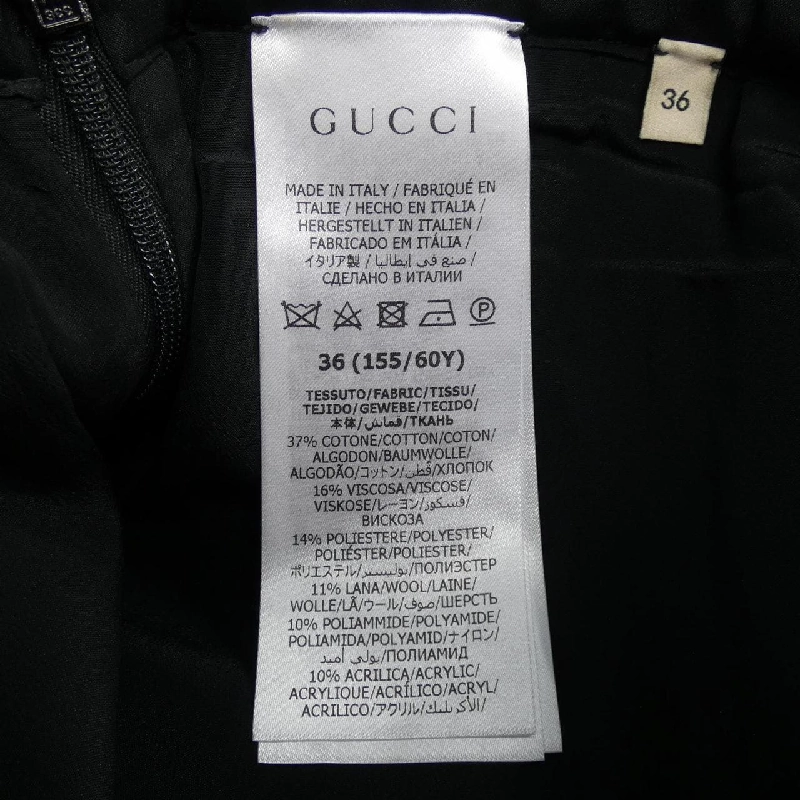 GUCCI
36
MADE IN ITALY / FABRIQUÉ EN
ITALIE / HECHO EN ITALIA /
HERGESTELLT IN ITALIEN /
FABRICADO EM ITÁLIA /
イタリア製 / صنع في إيطاليا /
СДЕЛАНО В ИТАЛИИ
P
36 (155/60Y)
TESSUTO/FABRIC/TISSU/
TEJIDO/GEWEBE/TECIDO/
本体/قماش/ТКАНЬ
37% COTONE/COTTON/COTON/
ALGODON/BAUMWOLLE/
ALGODÃO/コットン/قطن/ХЛОПОК
16% VISCOSA/VISCOSE/
VISKOSE/レーヨン/فسكوز/
ВИСКОЗА
14% POLIESTERE/POLYESTER/
POLIÉSTER/POLIESTER/
ポリエステル/بوليستر/ПОЛИЭСТЕР
11% LANA/WOOL/LAINE/
WOLLE/LÃ/ウール/صوف/ШЕРСТЬ
10% POLIAMMIDE/POLYAMIDE/
POLIAMIDA/POLYAMID/ナイロン/
بولي أميد/ПОЛИАМИД
10% ACRILICA/ACRYLIC/
ACRYLIQUE/ACRÍLICO/ACRYL/
ACRILICO/アクリル/الأكريليك/